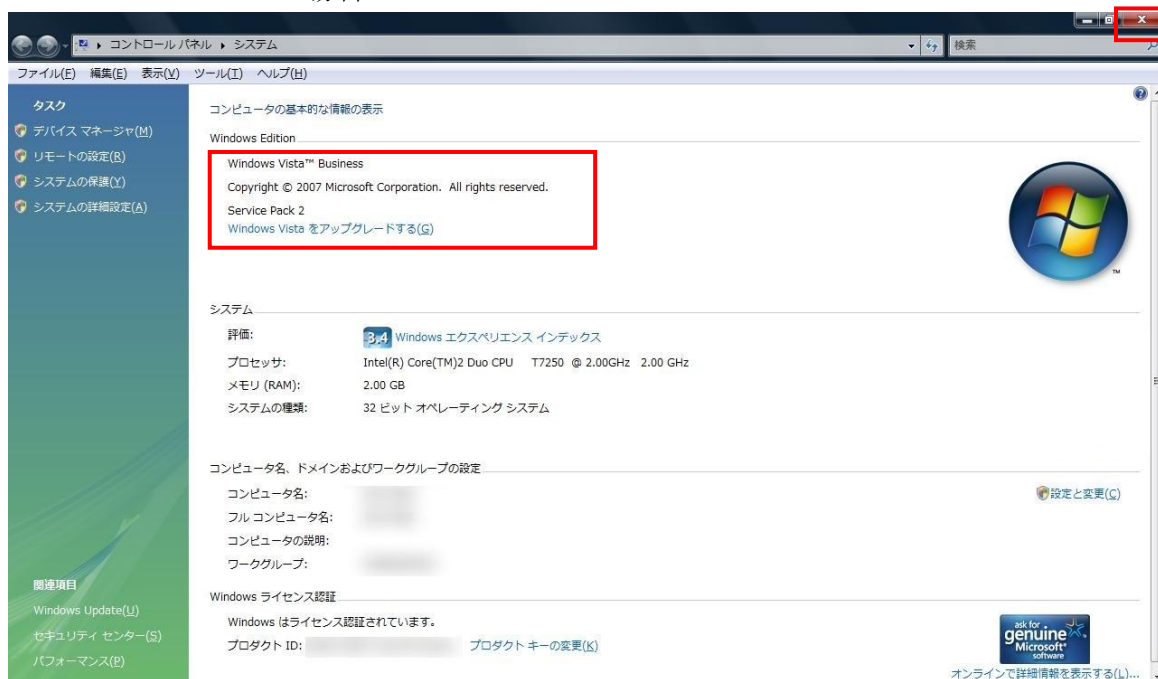 コントロール パネル ▸ システム
検索
ファイル(F) 編集(E) 表示(V) ツール(T) ヘルプ(H)
タスク
デバイス マネージャ(M)
リモートの設定(R)
システムの保護(Y)
システムの詳細設定(A)
コンピュータの基本的な情報の表示
Windows Edition
Windows Vista™ Business
Copyright © 2007 Microsoft Corporation. All rights reserved.
Service Pack 2
Windows Vista をアップグレードする(G)
TM
システム
評価: 3.4 Windows エクスペリエンス インデックス
プロセッサ: Intel(R) Core(TM)2 Duo CPU T7250 @ 2.00GHz 2.00 GHz
メモリ (RAM): 2.00 GB
システムの種類: 32 ビット オペレーティング システム
コンピュータ名、ドメインおよびワークグループの設定
コンピュータ名: 設定と変更(C)
フル コンピュータ名:
コンピュータの説明:
ワークグループ:
関連項目
Windows Update(U)
セキュリティ センター(S)
パフォーマンス(P)
Windows ライセンス認証
Windows はライセンス認証されています。
プロダクト ID: プロダクト キーの変更(K)
ask for
genuine
Microsoft
software
オンラインで詳細情報を表示する(L)...